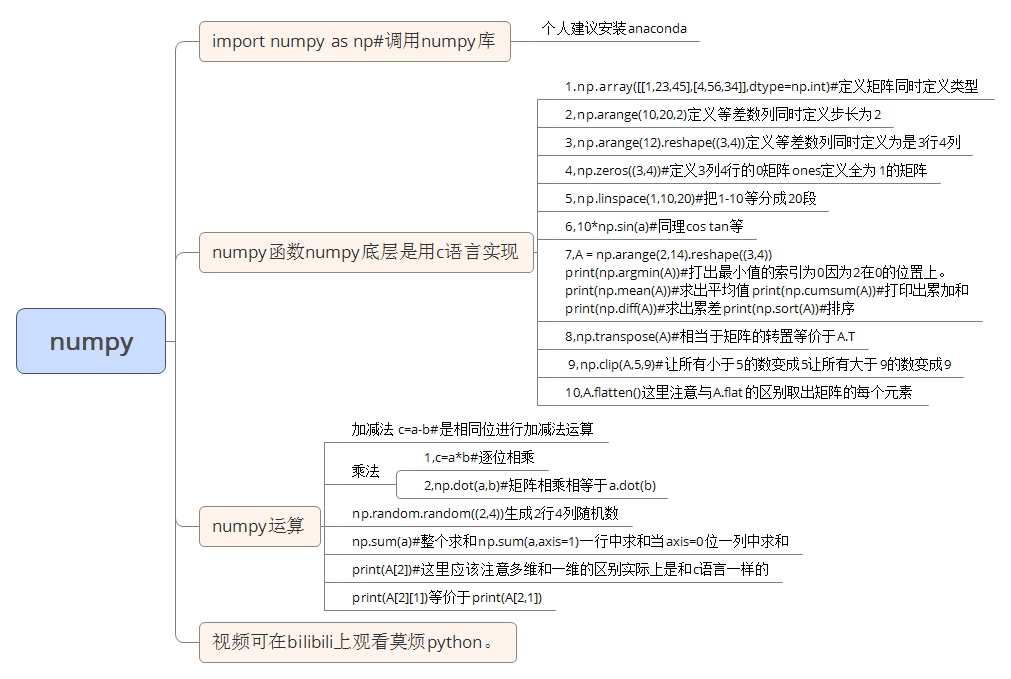 import numpy as np#调用numpy库
个人建议安装anaconda
1.np.array([[1,23,45],[4,56,34]],dtype=np.int)#定义矩阵同时定义类型
2,np.arange(10,20,2)定义等差数列同时定义步长为2
3,np.arange(12).reshape((3,4))定义等差数列同时定义为是3行4列
4,np.zeros((3,4))#定义3列4行的0矩阵ones定义全为1的矩阵
5,np.linspace(1,10,20)#把1-10等分成20段
6,10*np.sin(a)#同理cos tan等
numpy函数numpy底层是用c语言实现
7,A = np.arange(2,14).reshape((3,4))
print(np.argmin(A))#打出最小值的索引为0因为2在0的位置上。
print(np.mean(A))#求出平均值print(np.cumsum(A))#打印出累加和
print(np.diff(A))#求出累差print(np.sort(A))#排序
8,np.transpose(A)#相当于矩阵的转置等价于A.T
9,np.clip(A,5,9)#让所有小于5的数变成5让所有大于9的数变成9
10,A.flatten()这里注意与A.flat的区别取出矩阵的每个元素
numpy
numpy运算
加减法 c=a-b#是相同位进行加减法运算
乘法
1,c=a*b#逐位相乘
2,np.dot(a,b)#矩阵相乘相等于a.dot(b)
np.random.random((2,4))生成2行4列随机数
np.sum(a)#整个求和np.sum(a,axis=1)一行中求和当axis=0位一列中求和
print(A[2])#这里应该注意多维和一维的区别实际上是和c语言一样的
print(A[2][1])等价于print(A[2,1])
视频可在bilibili上观看莫烦python。